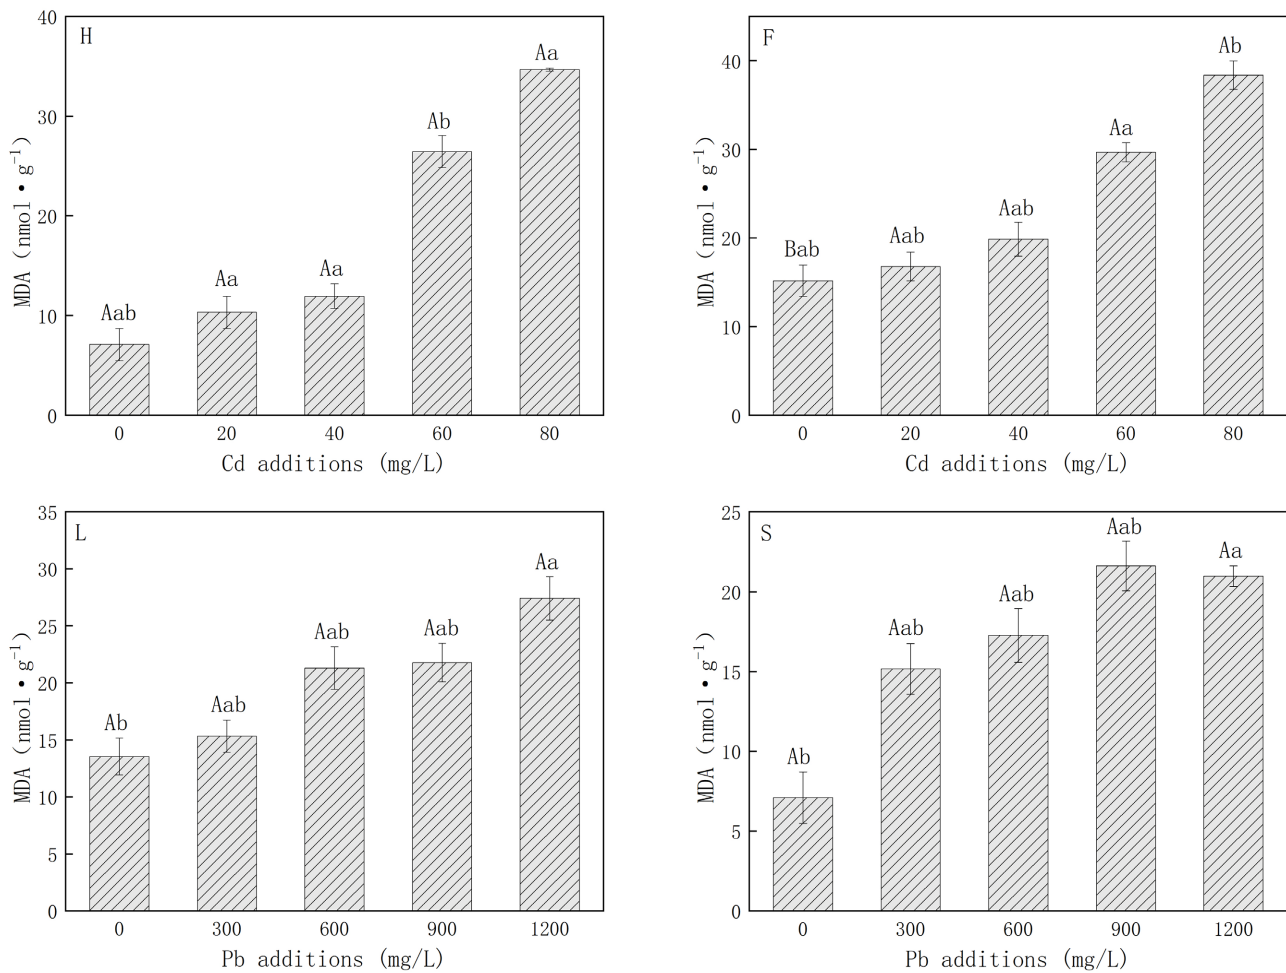 H
MDA (nmol•g⁻¹)
40
30
20
10
0
Aab
Aa
Aa
Ab
Aa
0 20 40 60 80
Cd additions (mg/L)
F
MDA (nmol•g⁻¹)
40
30
20
10
0
Bab
Aab
Aab
Aa
Ab
0 20 40 60 80
Cd additions (mg/L)
L
MDA (nmol•g⁻¹)
35
30
25
20
15
10
5
0
Ab
Aab
Aab
Aab
Aa
0 300 600 900 1200
Pb additions (mg/L)
S
MDA (nmol•g⁻¹)
25
20
15
10
5
0
Ab
Aab
Aab
Aab
Aa
0 300 600 900 1200
Pb additions (mg/L)